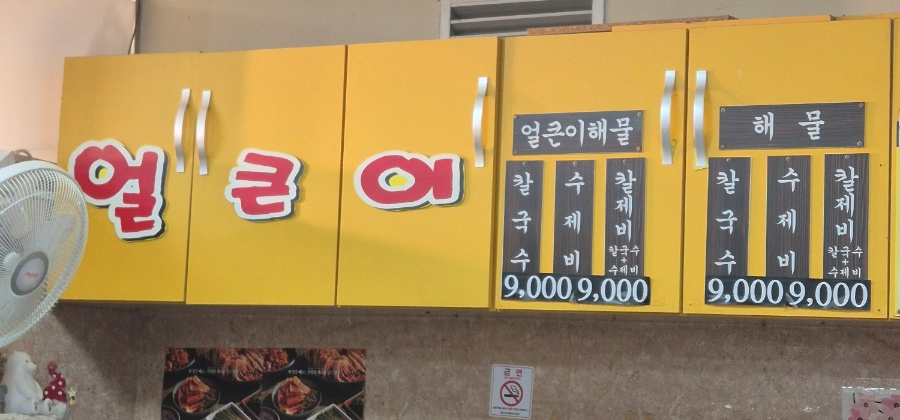 얼큰이
얼큰이해물
칼국수
수제비
칼제비
칼국수
+
수제비
9,000 9,000
해물
칼국수
수제비
칼제비
칼국수
+
수제비
9,000 9,000
금연